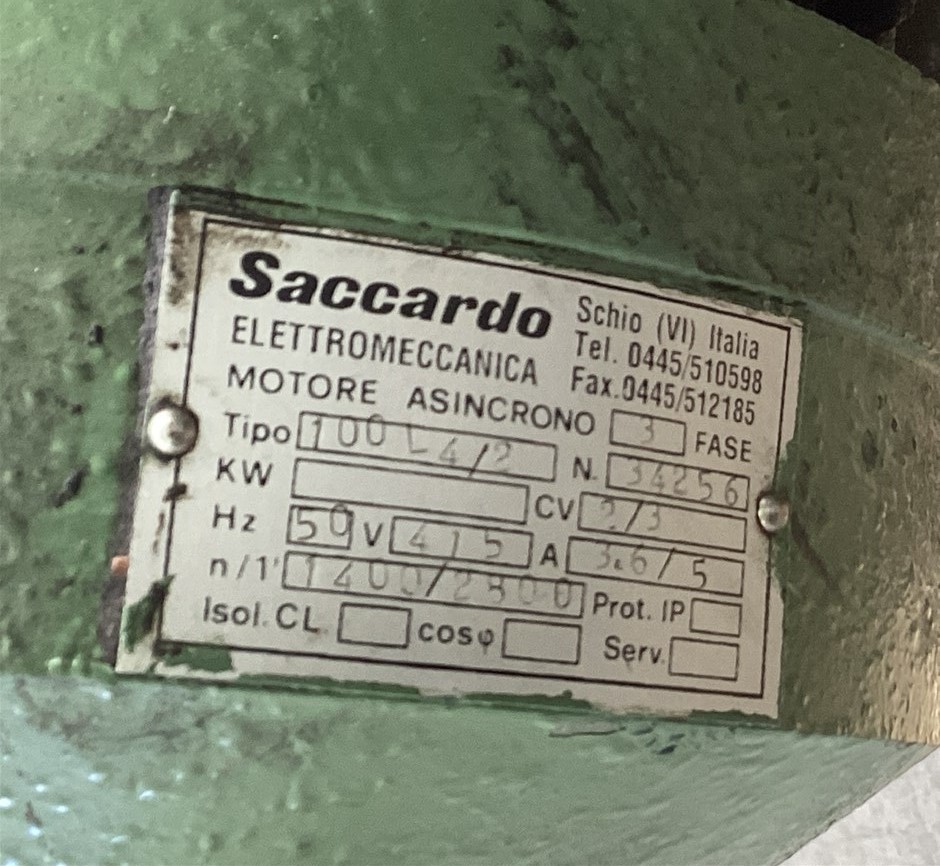 Saccardo
ELETTROMECCANICA
Schio (VI) Italia
Tel. 0445/510598
Fax.0445/512185
MOTORE ASINCRONO 3 FASE
Tipo 100 L 4/2 N. 34256
KW CV 2/3
Hz 50 V 415 A 3.6/5
n/1' 1400/2800 Prot. IP
Isol. CL. cosφ Serv.